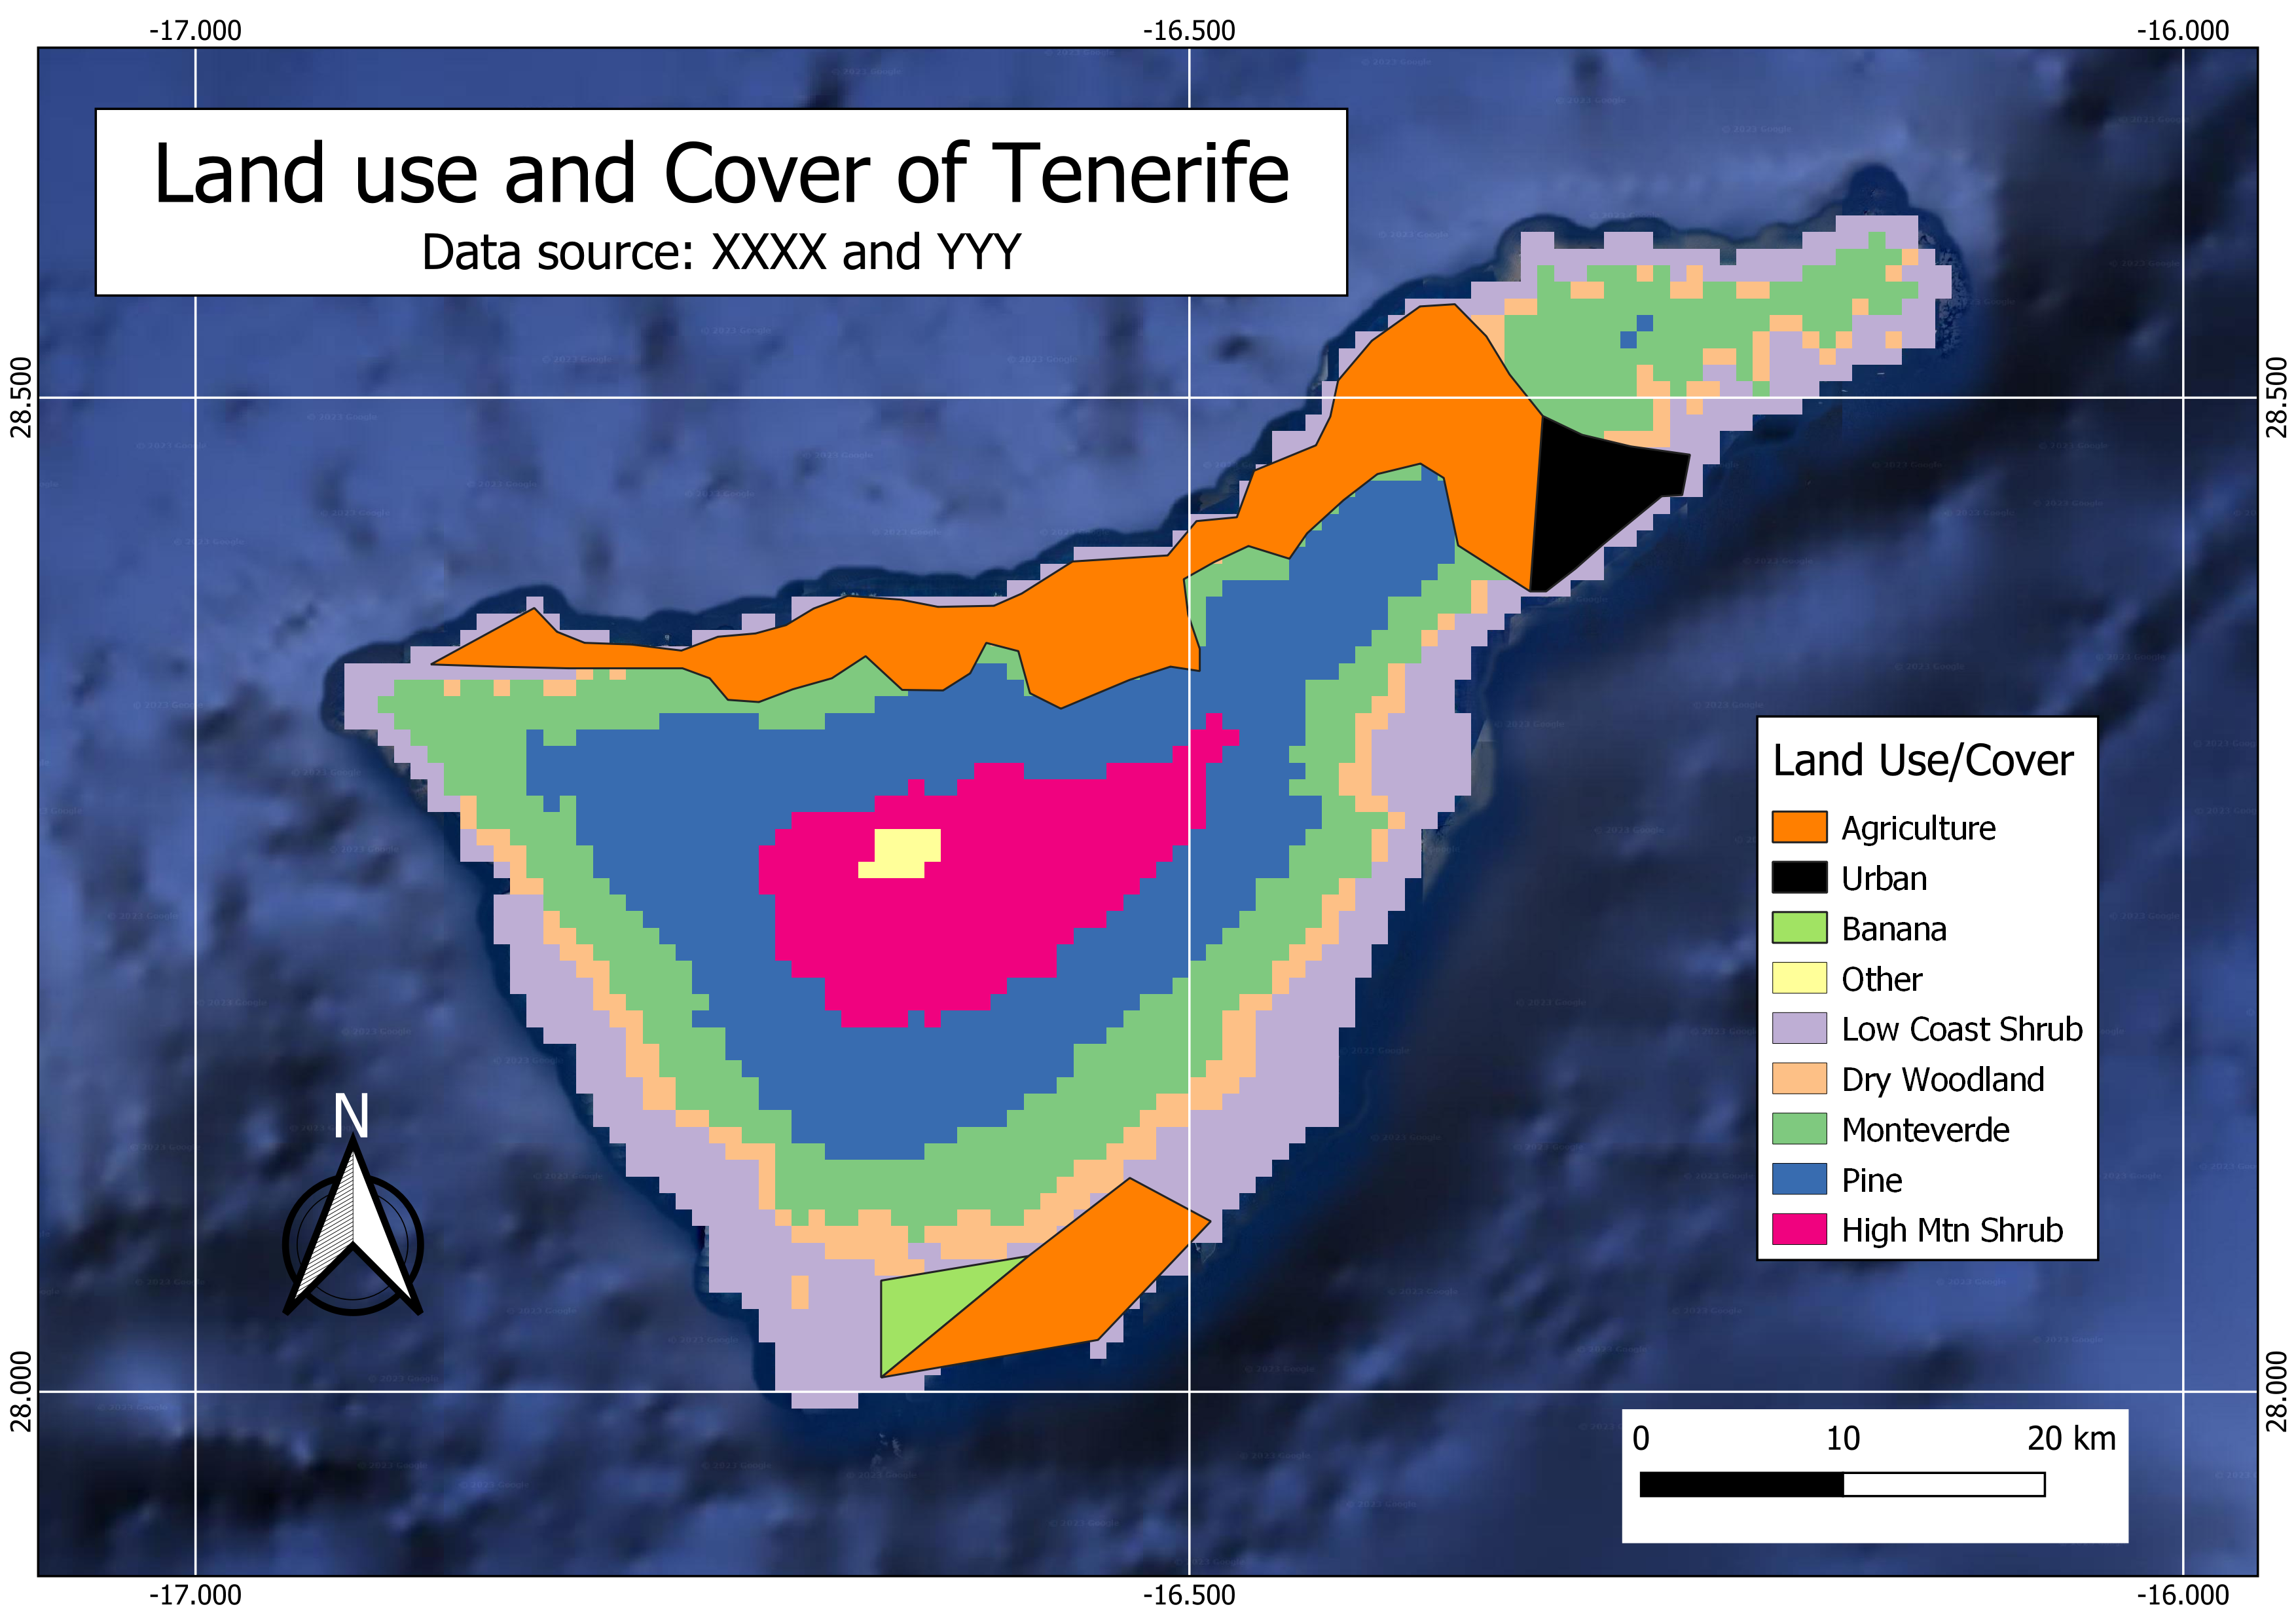 -17.000 -16.500 -16.000
Land use and Cover of Tenerife
Data source: XXXX and YYY
28.500 28.500
Land Use/Cover
Agriculture
Urban
Banana
Other
Low Coast Shrub
Dry Woodland
Monteverde
Pine
High Mtn Shrub
N
28.000 28.000
0 10 20 km
-17.000 -16.500 -16.000